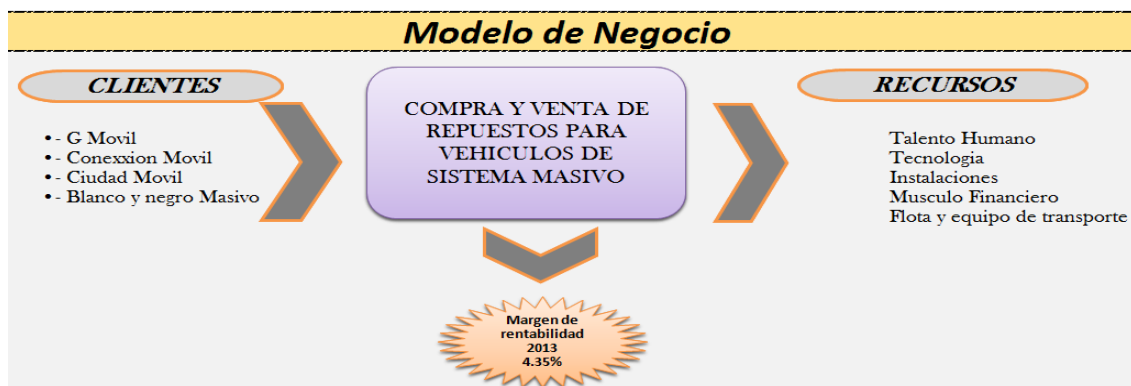 Modelo de Negocio
CLIENTES
•- G Movil
•- Conexxion Movil
•- Ciudad Movil
•- Blanco y negro Masivo
COMPRA Y VENTA DE
REPUESTOS PARA
VEHICULOS DE
SISTEMA MASIVO
RECURSOS
Talento Humano
Tecnologia
Instalaciones
Musculo Financiero
Flota y equipo de transporte
Margen de
rentabilidad
2013
4.35%